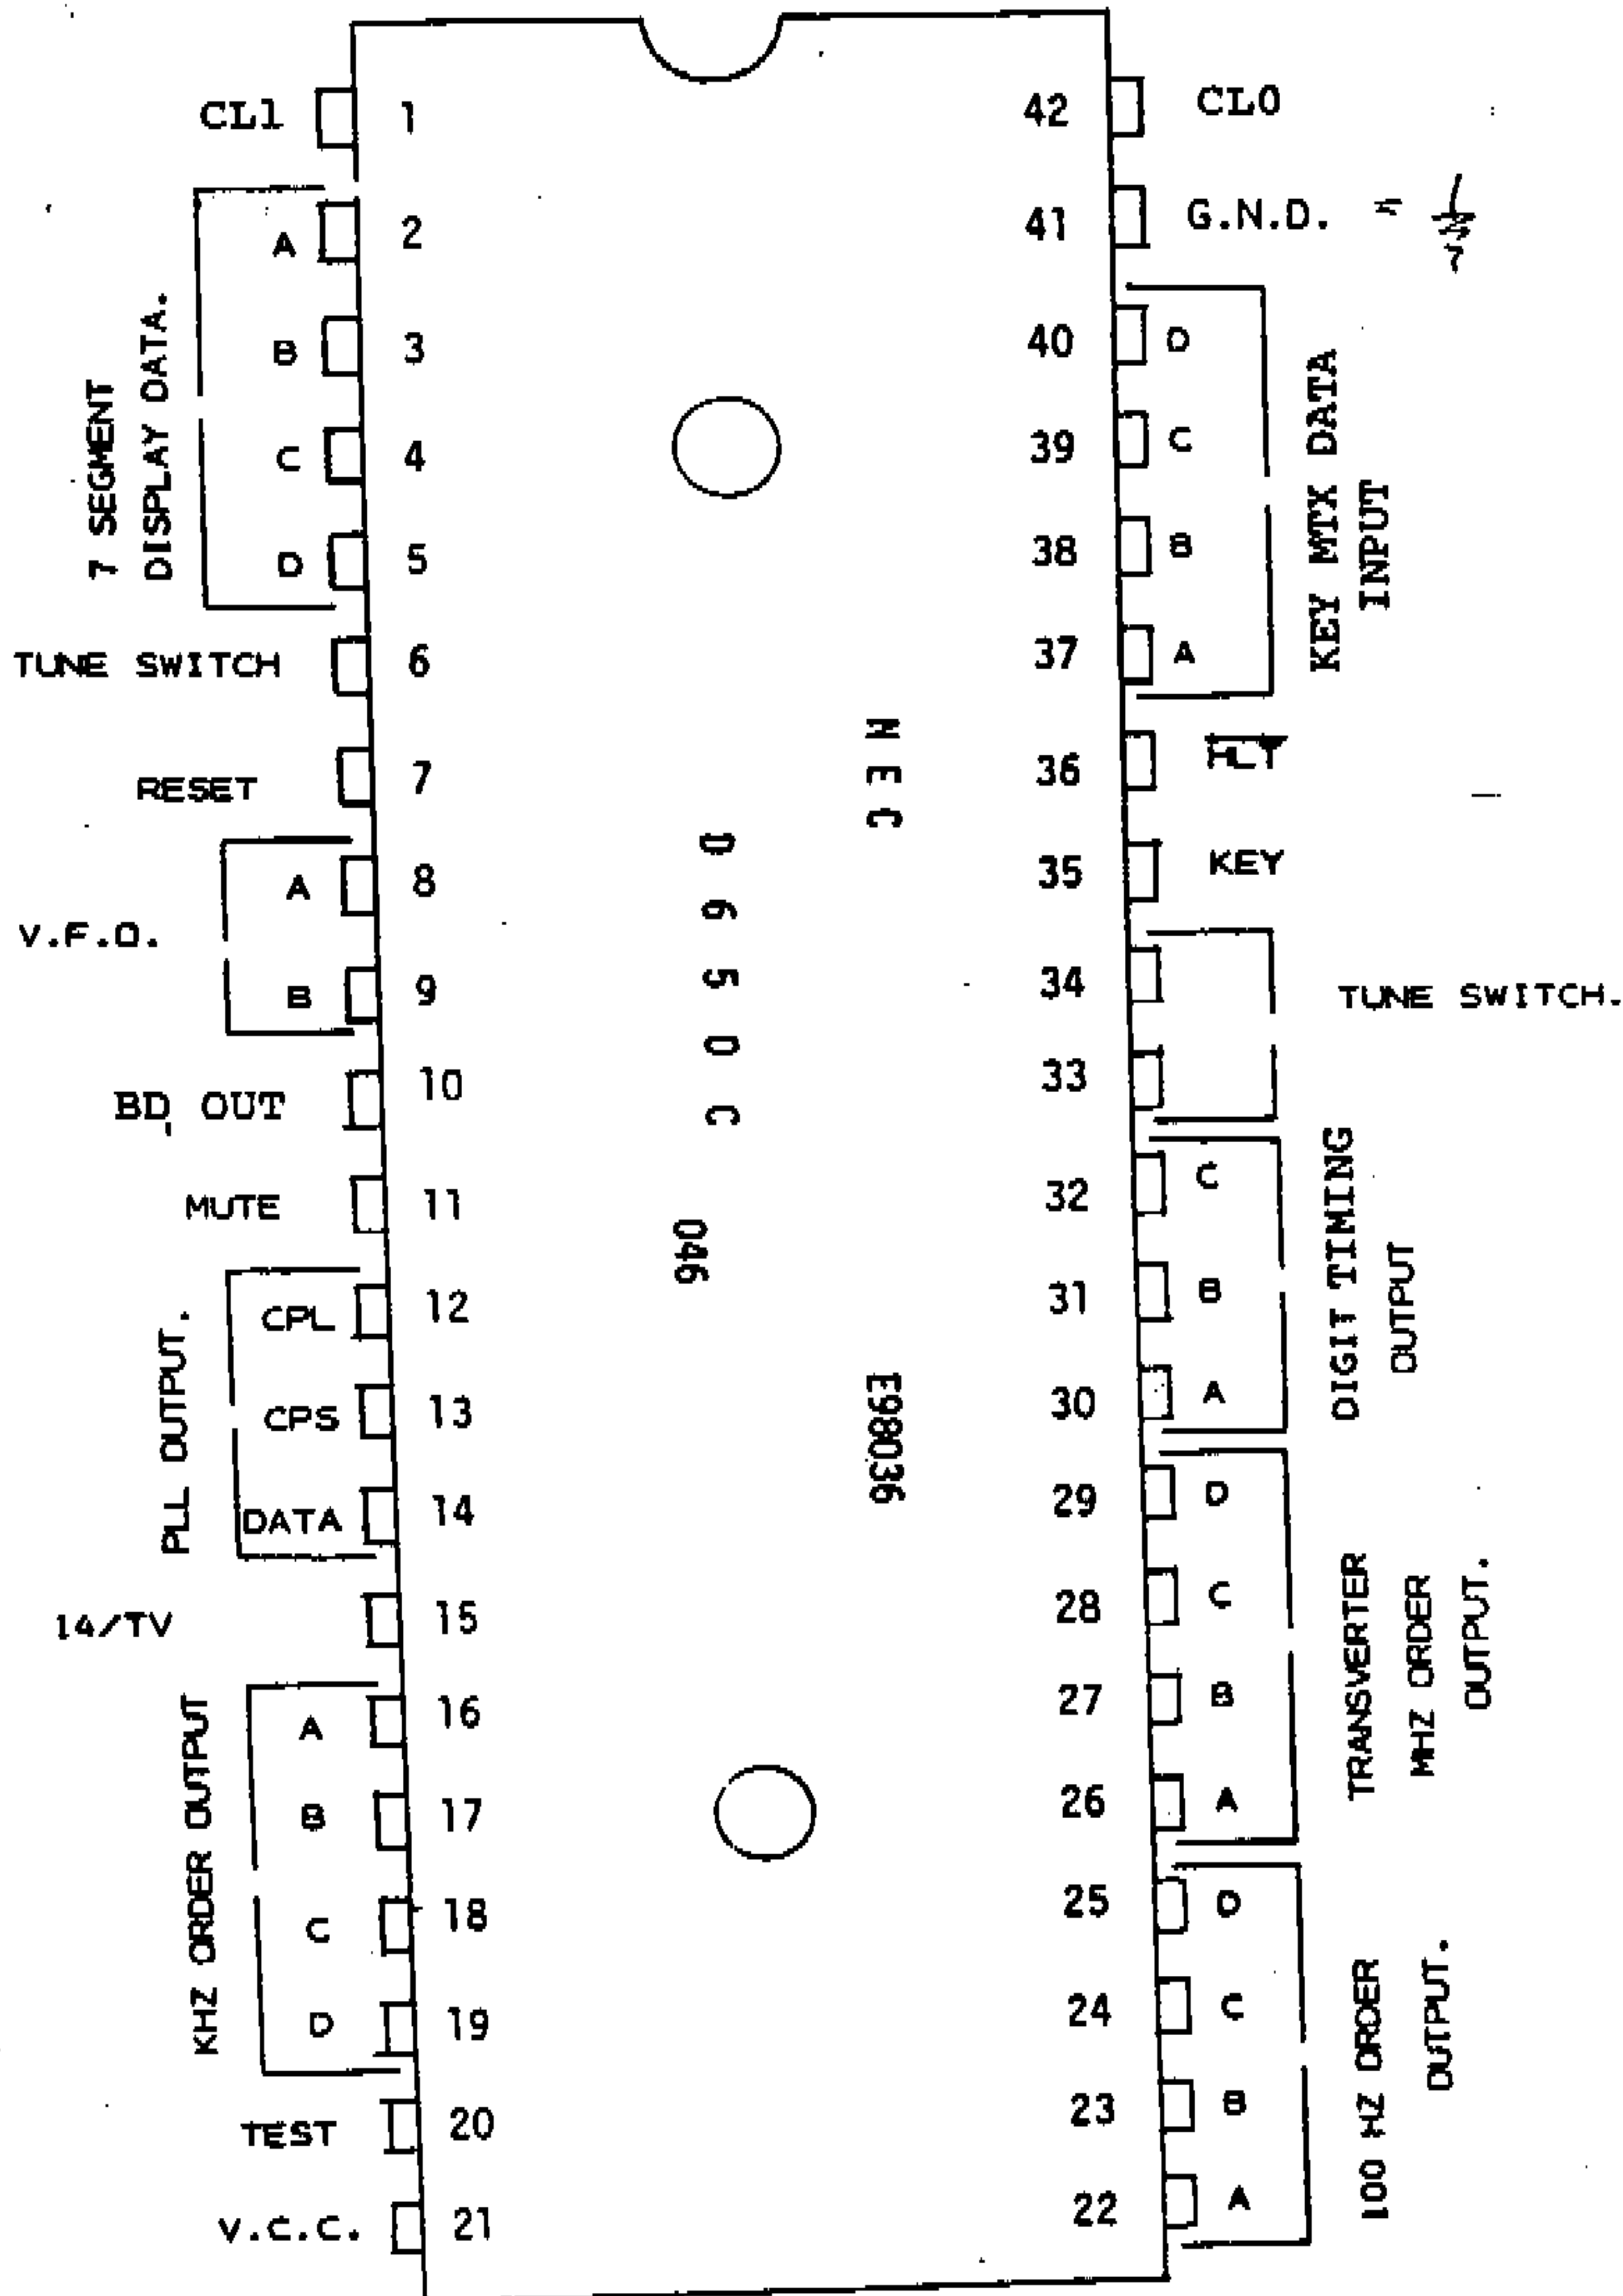 CL1 1
7 SEGMENT
DISPLAY DATA.
A 2
B 3
C 4
D 5
TUNE SWITCH 6
RESET 7
V.F.O.
A 8
B 9
BD OUT 10
MUTE 11
PLL OUTPUT.
CPL 12
CPS 13
DATA 14
14/TV 15
KHZ ORDER OUTPUT
A 16
B 17
C 18
D 19
TEST 20
V.C.C. 21
NEC
D650C
046
E98036
42 CL0
41 G.N.D. =
40 D
39 C
38 B
37 A
KEY MTX DATA
INPUT
36 HLT
35 KEY
34
33
TUNE SWITCH.
32 C
31 B
30 A
DIGIT TIMING
OUTPUT
29 D
28 C
27 B
26 A
TRANSVERTER
MHZ ORDER
OUTPUT.
25 D
24 C
23 B
22 A
100 HZ ORDER
OUTPUT.